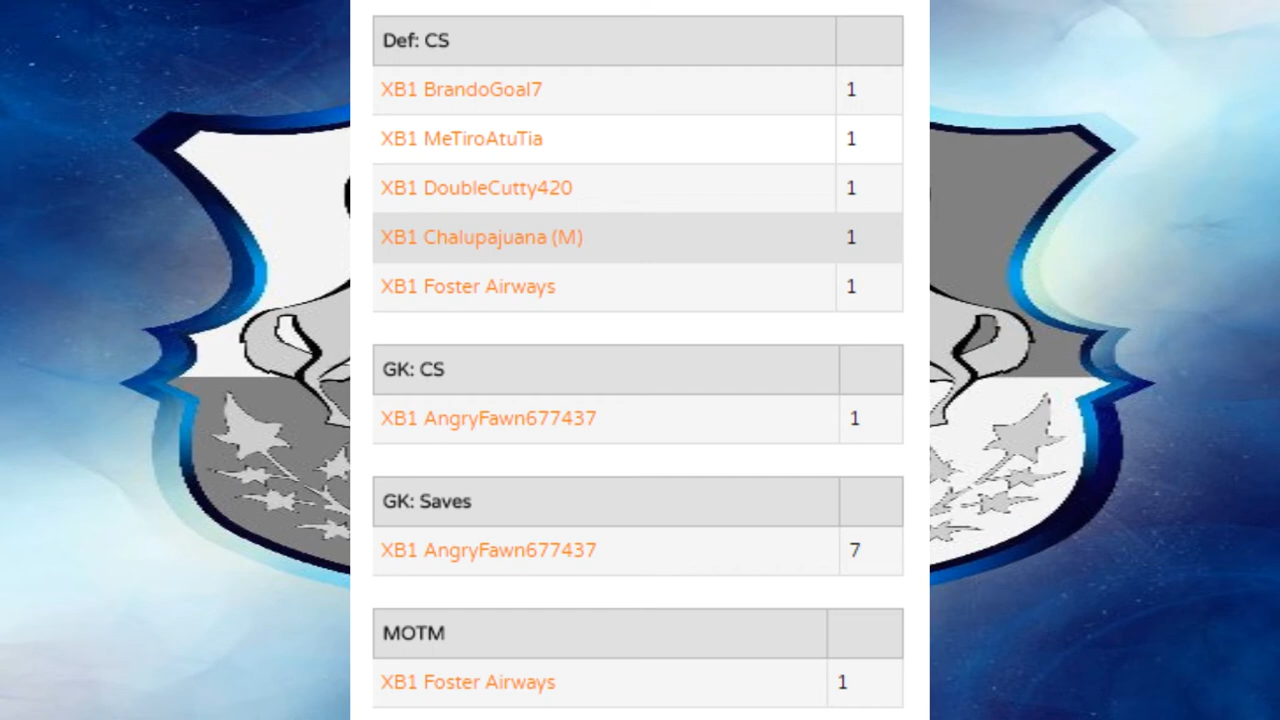 Def: CS
XB1 BrandoGoal7 1
XB1 MeTiroAtuTia 1
XB1 DoubleCutty420 1
XB1 Chalupajuana (M) 1
XB1 Foster Airways 1
GK: CS
XB1 AngryFawn677437 1
GK: Saves
XB1 AngryFawn677437 7
MOTM
XB1 Foster Airways 1